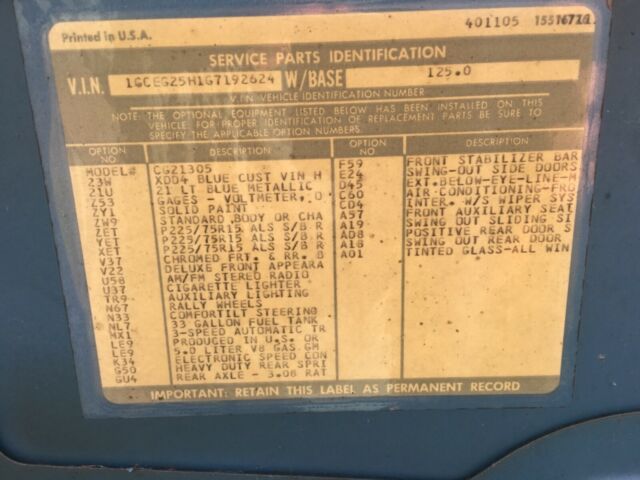 Printed in U.S.A.
401105
SERVICE PARTS IDENTIFICATION
V.I.N. 1GCEG25H1G7192624 W/BASE 125.0
V.I.N. VEHICLE IDENTIFICATION NUMBER
NOTE: THE OPTIONAL EQUIPMENT LISTED BELOW HAS BEEN INSTALLED ON THIS
VEHICLE. FOR PROPER IDENTIFICATION OF REPLACEMENT PARTS BE SURE TO
SPECIFY THE APPLICABLE OPTION NUMBERS.
OPTION NO. DESCRIPTION OPTION NO. DESCRIPTION
MODEL# CG21305
23W XDD4 BLUE CUST VIN H
21U 21 LT BLUE METALLIC
Z53 GAGES - VOLTMETER, O
ZY1 SOLID PAINT
ZW9 STANDARD BODY OR CHA
ZET P225/75R15 ALS S/B R
YET P225/75R15 ALS S/B R
XET P225/75R15 ALS S/B R
V37 CHROMED FRT. & RR. B
V22 DELUXE FRONT APPEARA
U58 AM/FM STEREO RADIO
U37 CIGARETTE LIGHTER
TR9 AUXILIARY LIGHTING
N67 RALLY WHEELS
N33 COMFORTILT STEERING
NL7 33 GALLON FUEL TANK
MX1 3-SPEED AUTOMATIC TR
LE9 PRODUCED IN U.S. OR
LE9 5.0 LITER V8 GAS GM
K34 ELECTRONIC SPEED CON
G50 HEAVY DUTY REAR SPRI
GU4 REAR AXLE - 3.08 RAT
F59 FRONT STABILIZER BAR
E24 SWING-OUT SIDE DOORS
D45 EXT.BELOW-EYE-LINE-M
C60 AIR CONDITIONING-FRO
CD4 INTER. W/S WIPER SYS
A57 FRONT AUXILIARY SEAT
A19 SWING OUT SLIDING SI
AD8 POSITIVE REAR DOOR S
A18 SWING OUT REAR DOOR
A01 TINTED GLASS-ALL WIN
IMPORTANT: RETAIN THIS LABEL AS PERMANENT RECORD